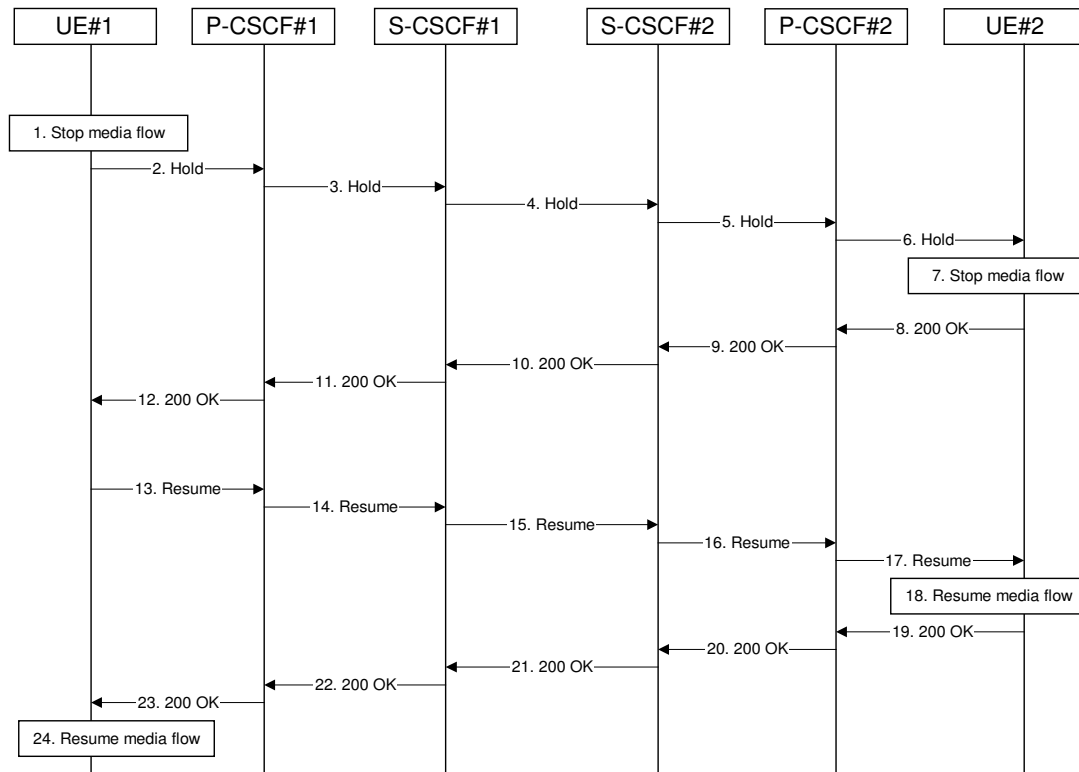 UE#1
P-CSCF#1
S-CSCF#1
S-CSCF#2
P-CSCF#2
UE#2
1. Stop media flow
2. Hold
3. Hold
4. Hold
5. Hold
6. Hold
7. Stop media flow
8. 200 OK
9. 200 OK
10. 200 OK
11. 200 OK
12. 200 OK
13. Resume
14. Resume
15. Resume
16. Resume
17. Resume
18. Resume media flow
19. 200 OK
20. 200 OK
21. 200 OK
22. 200 OK
23. 200 OK
24. Resume media flow